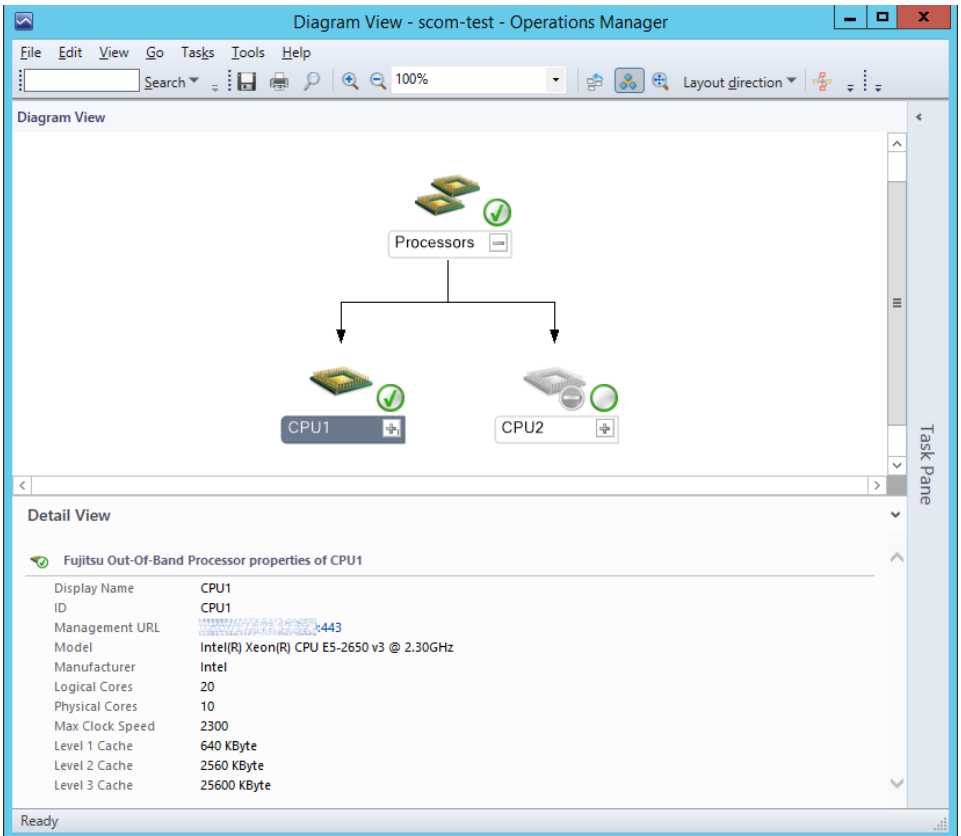 Diagram View - scom-test - Operations Manager
File Edit View Go Tasks Tools Help
Search 100% Layout direction
Diagram View
Processors
CPU1 CPU2
Task Pane
Detail View
Fujitsu Out-Of-Band Processor properties of CPU1
Display Name CPU1
ID CPU1
Management URL :443
Model Intel(R) Xeon(R) CPU E5-2650 v3 @ 2.30GHz
Manufacturer Intel
Logical Cores 20
Physical Cores 10
Max Clock Speed 2300
Level 1 Cache 640 KByte
Level 2 Cache 2560 KByte
Level 3 Cache 25600 KByte
Ready